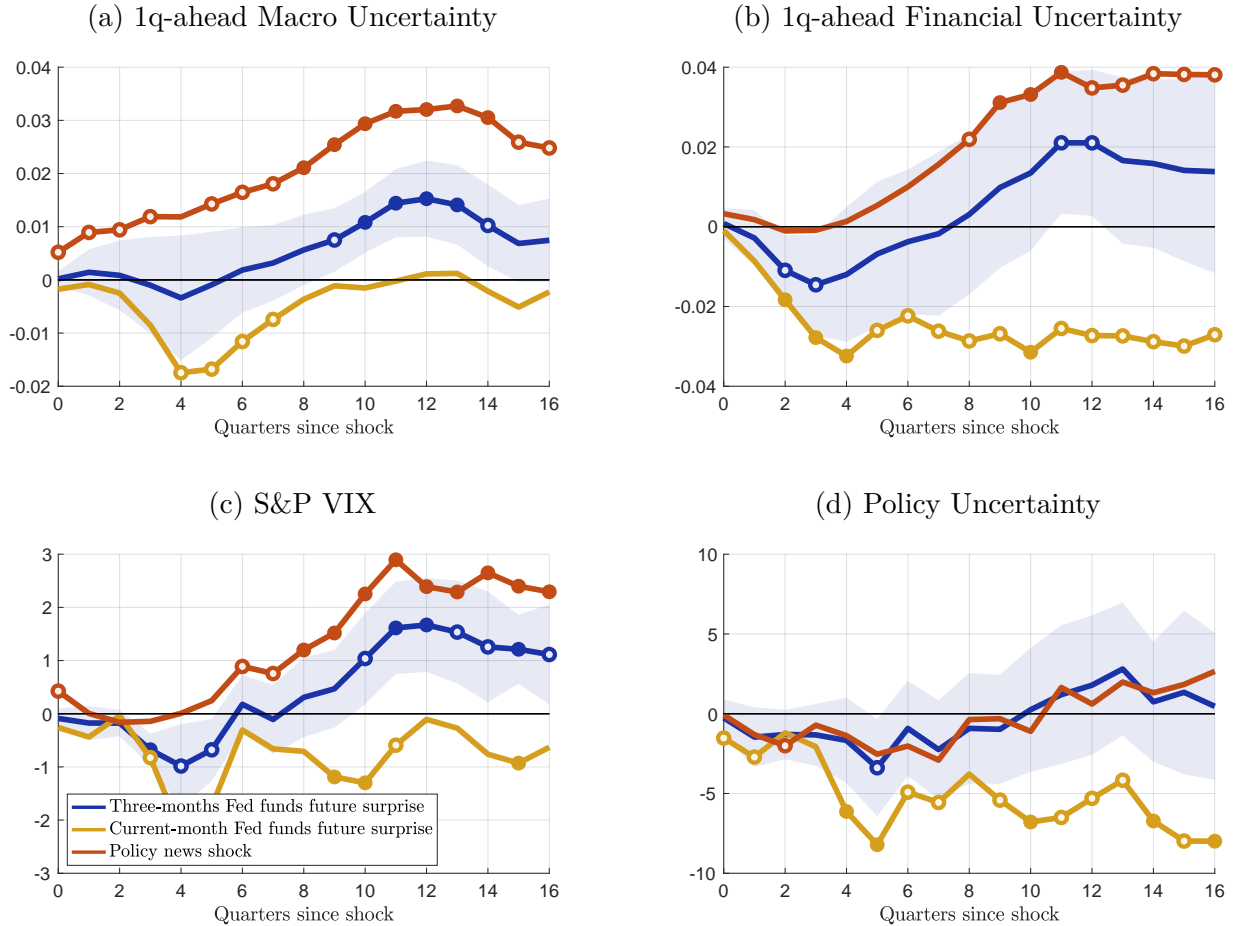 (a) 1q-ahead Macro Uncertainty
0.04
0.03
0.02
0.01
0
-0.01
-0.02
0 2 4 6 8 10 12 14 16
Quarters since shock
(b) 1q-ahead Financial Uncertainty
0.04
0.02
0
-0.02
-0.04
0 2 4 6 8 10 12 14 16
Quarters since shock
(c) S&P VIX
3
2
1
0
-1
-2
-3
Three-months Fed funds future surprise
Current-month Fed funds future surprise
Policy news shock
0 2 4 6 8 10 12 14 16
Quarters since shock
(d) Policy Uncertainty
10
5
0
-5
-10
0 2 4 6 8 10 12 14 16
Quarters since shock